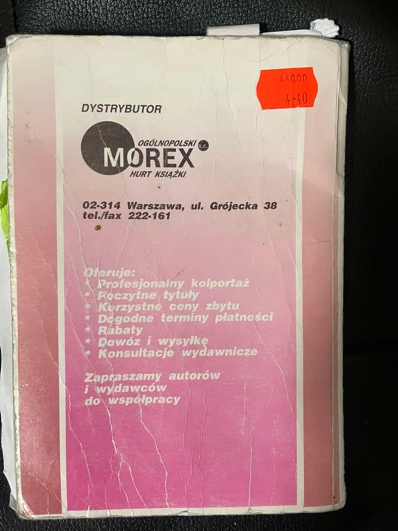 44000
4-40
DYSTRYBUTOR
OGÓLNOPOLSKI s.c.
MOREX
HURT KSIĄŻKI
02-314 Warszawa, ul. Grójecka 38
tel./fax 222-161
Oferuje:
* Profesjonalny kolportaż
* Poczytne tytuły
* Korzystne ceny zbytu
* Dogodne terminy płatności
* Rabaty
* Dowóz i wysyłkę
* Konsultacje wydawnicze
Zapraszamy autorów
i wydawców
do współpracy